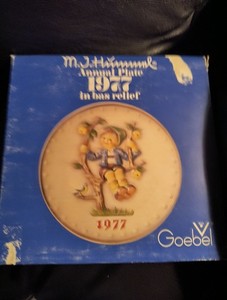 M.J.Hummel
Annual Plate
1977
in bas relief
1977
Goebel